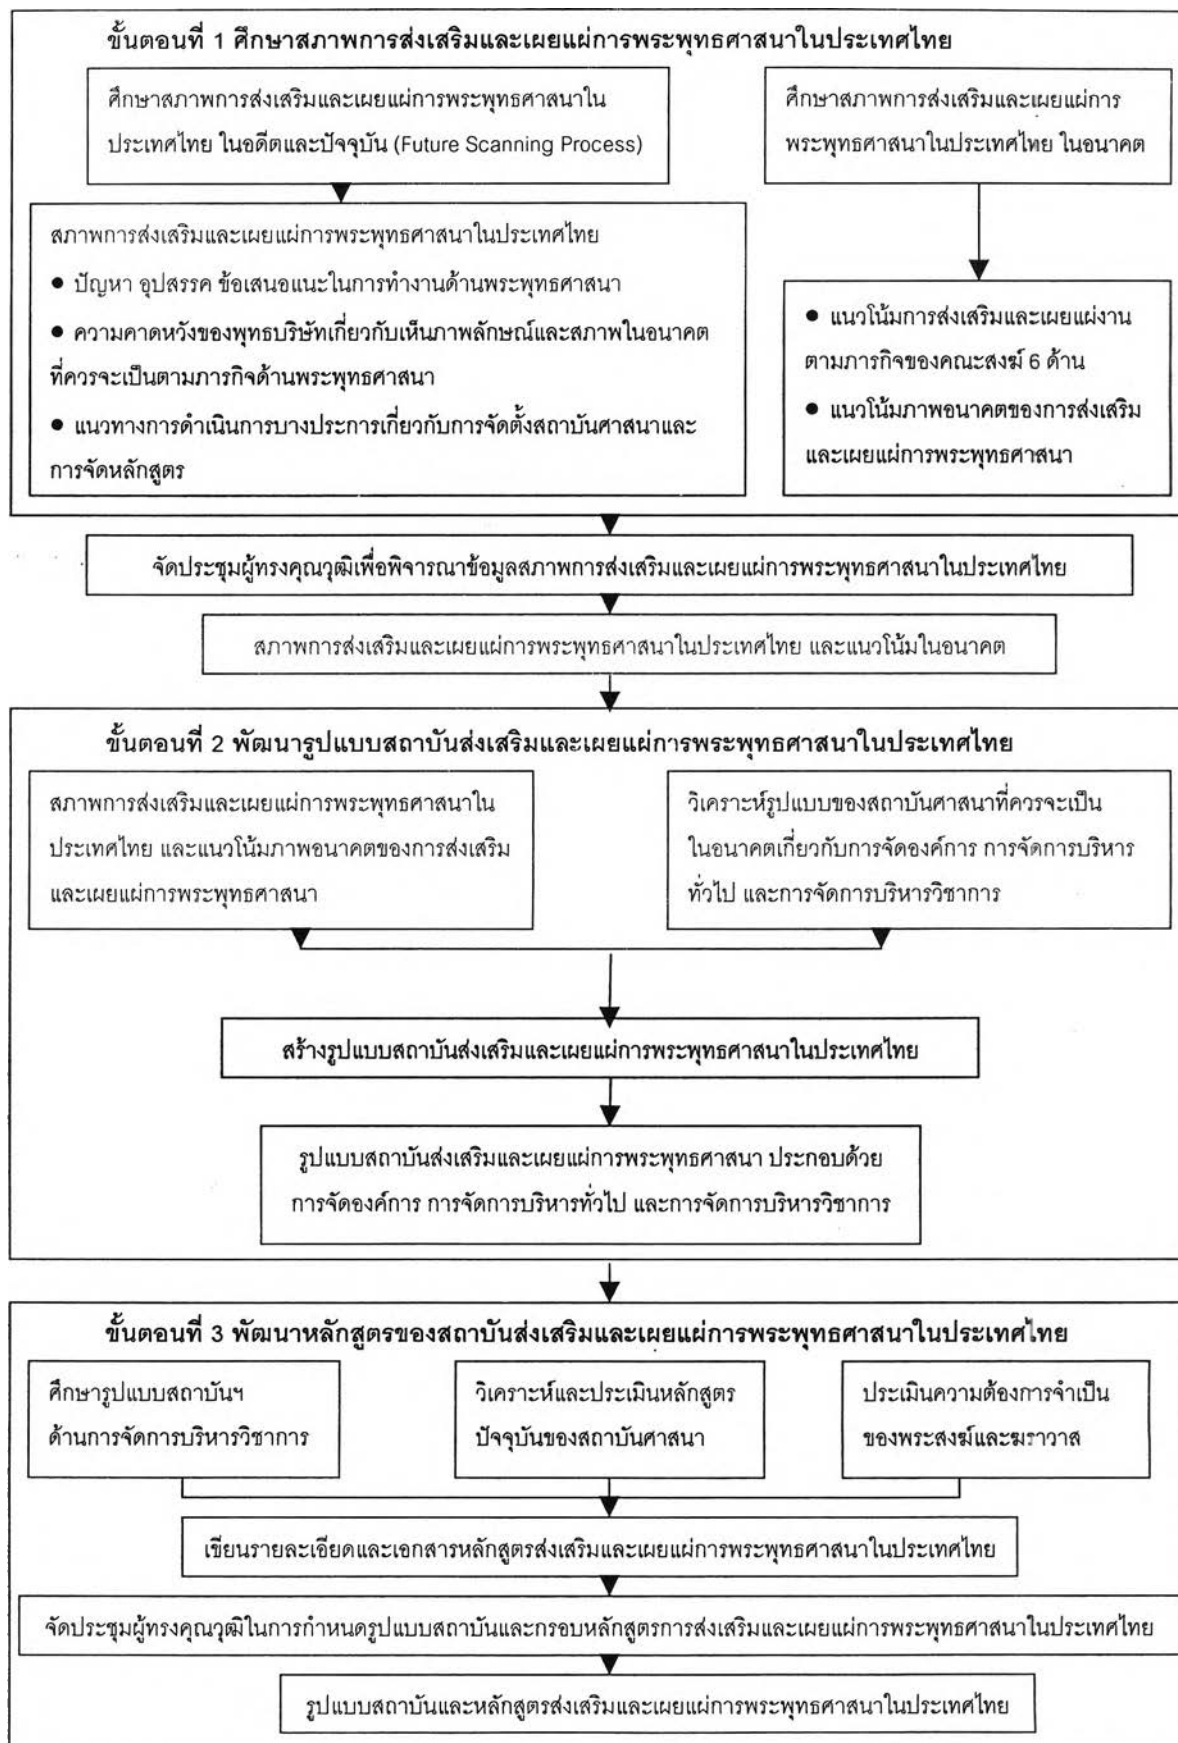 ขั้นตอนที่ 1 ศึกษาสภาพการส่งเสริมและเผยแผ่การพระพุทธศาสนาในประเทศไทย
ศึกษาสภาพการส่งเสริมและเผยแผ่การพระพุทธศาสนาใน
ประเทศไทย ในอดีตและปัจจุบัน (Future Scanning Process)
ศึกษาสภาพการส่งเสริมและเผยแผ่การ
พระพุทธศาสนาในประเทศไทย ในอนาคต
สภาพการส่งเสริมและเผยแผ่การพระพุทธศาสนาในประเทศไทย
● ปัญหา อุปสรรค ข้อเสนอแนะในการทำงานด้านพระพุทธศาสนา
● ความคาดหวังของพุทธบริษัทเกี่ยวกับเห็นภาพลักษณ์และสภาพในอนาคต
ที่ควรจะเป็นตามภารกิจด้านพระพุทธศาสนา
● แนวทางการดำเนินการบางประการเกี่ยวกับการจัดตั้งสถาบันศาสนาและ
การจัดหลักสูตร
● แนวโน้มการส่งเสริมและเผยแผ่งาน
ตามภารกิจของคณะสงฆ์ 6 ด้าน
● แนวโน้มภาพอนาคตของการส่งเสริม
และเผยแผ่การพระพุทธศาสนา
จัดประชุมผู้ทรงคุณวุฒิเพื่อพิจารณาข้อมูลสภาพการส่งเสริมและเผยแผ่การพระพุทธศาสนาในประเทศไทย
สภาพการส่งเสริมและเผยแผ่การพระพุทธศาสนาในประเทศไทย และแนวโน้มในอนาคต
ขั้นตอนที่ 2 พัฒนารูปแบบสถาบันส่งเสริมและเผยแผ่การพระพุทธศาสนาในประเทศไทย
สภาพการส่งเสริมและเผยแผ่การพระพุทธศาสนาใน
ประเทศไทย และแนวโน้มภาพอนาคตของการส่งเสริม
และเผยแผ่การพระพุทธศาสนา
วิเคราะห์รูปแบบของสถาบันศาสนาที่ควรจะเป็น
ในอนาคตเกี่ยวกับการจัดองค์การ การจัดการบริหาร
ทั่วไป และการจัดการบริหารวิชาการ
สร้างรูปแบบสถาบันส่งเสริมและเผยแผ่การพระพุทธศาสนาในประเทศไทย
รูปแบบสถาบันส่งเสริมและเผยแผ่การพระพุทธศาสนา ประกอบด้วย
การจัดองค์การ การจัดการบริหารทั่วไป และการจัดการบริหารวิชาการ
ขั้นตอนที่ 3 พัฒนาหลักสูตรของสถาบันส่งเสริมและเผยแผ่การพระพุทธศาสนาในประเทศไทย
ศึกษารูปแบบสถาบันฯ
ด้านการจัดการบริหารวิชาการ
วิเคราะห์และประเมินหลักสูตร
ปัจจุบันของสถาบันศาสนา
ประเมินความต้องการจำเป็น
ของพระสงฆ์และฆราวาส
เขียนรายละเอียดและเอกสารหลักสูตรส่งเสริมและเผยแผ่การพระพุทธศาสนาในประเทศไทย
จัดประชุมผู้ทรงคุณวุฒิในการกำหนดรูปแบบสถาบันและกรอบหลักสูตรการส่งเสริมและเผยแผ่การพระพุทธศาสนาในประเทศไทย
รูปแบบสถาบันและหลักสูตรส่งเสริมและเผยแผ่การพระพุทธศาสนาในประเทศไทย